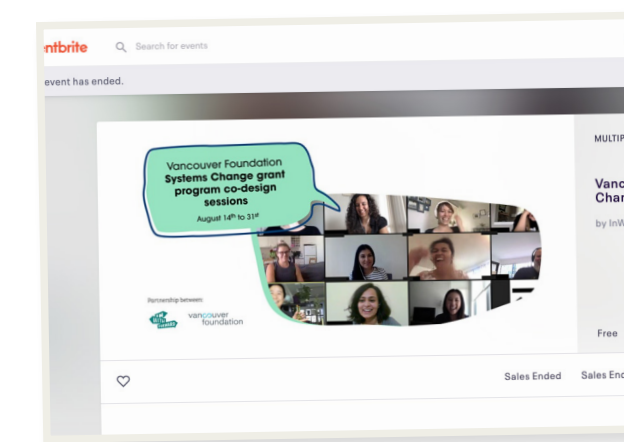 entbrite
Search for events
event has ended.
Vancouver Foundation
Systems Change grant
program co-design
sessions
August 14th to 31st
Partnership between:
vancouver
foundation
MULTIP
Vanc
Char
by InW
Free
Sales Ended
Sales End